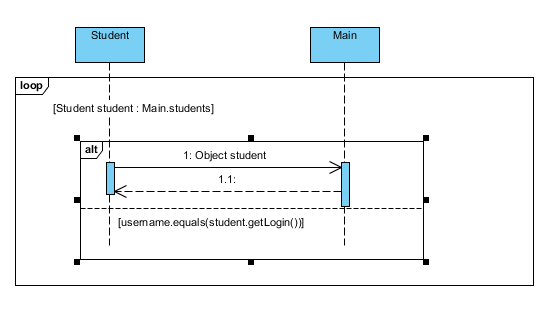 Student
Main
loop
[Student student : Main.students]
alt
1: Object student
1.1:
[username.equals(student.getLogin())]